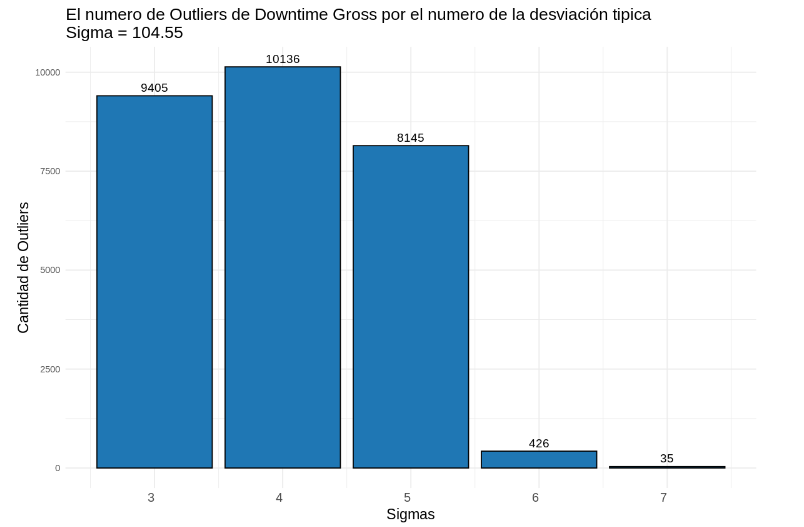 El numero de Outliers de Downtime Gross por el numero de la desviación tipica
Sigma = 104.55
10136
10000
9405
8145
7500
Cantidad de Outliers
5000
2500
426
35
0
3 4 5 6 7
Sigmas